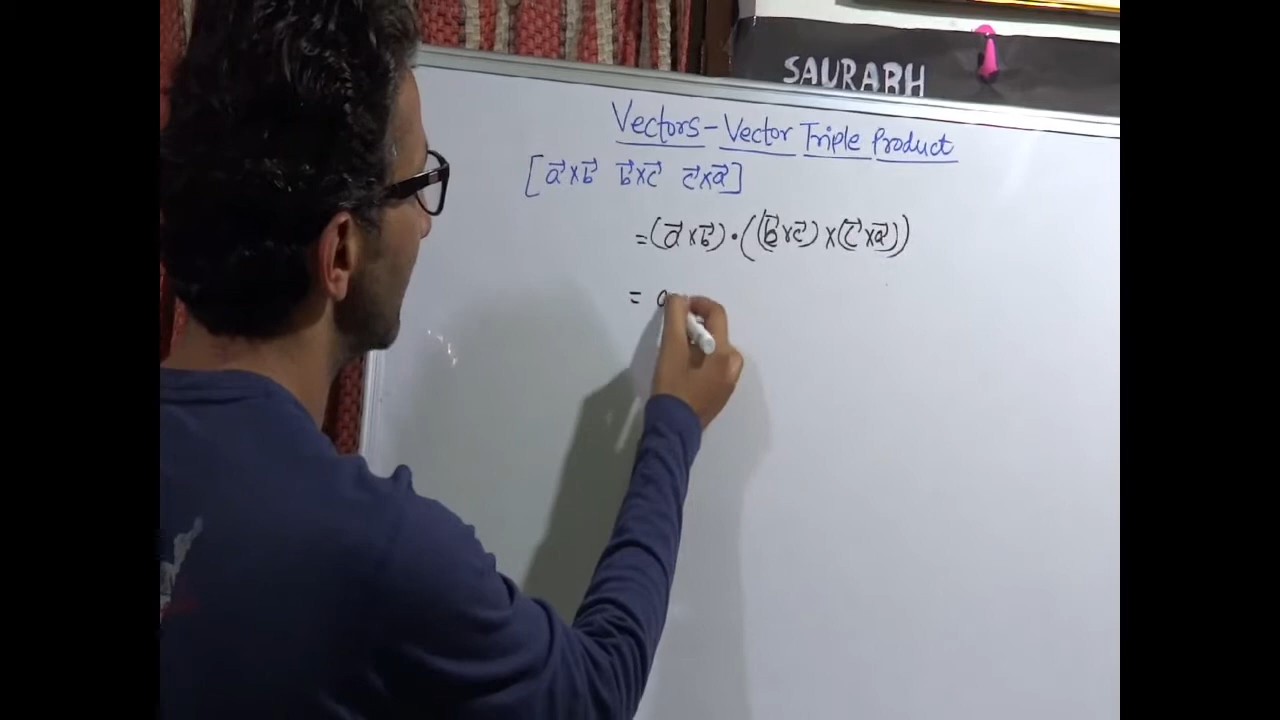 SAURABH
Vectors - Vector Triple Product
[a⃗×b⃗ b⃗×c⃗ c⃗×a⃗]
=(a⃗×b⃗)•((b⃗×c⃗)×(c⃗×a⃗))
= a